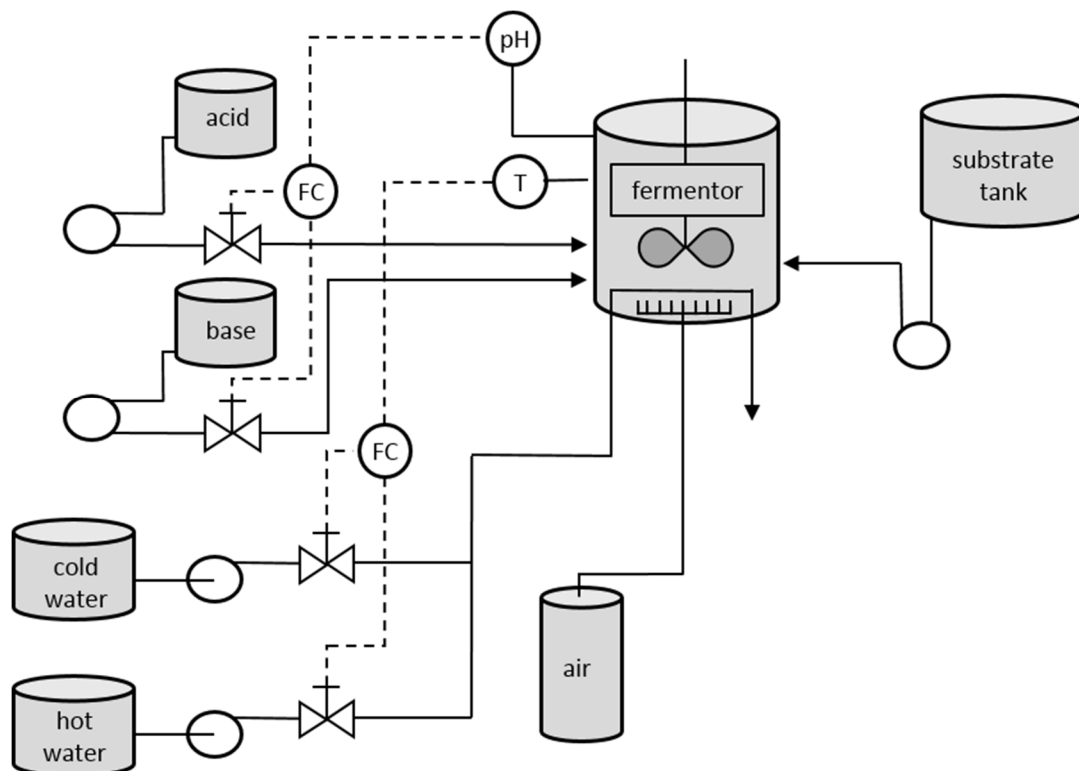 pH
acid
substrate
tank
FC
T
fermentor
base
FC
cold
water
air
hot
water